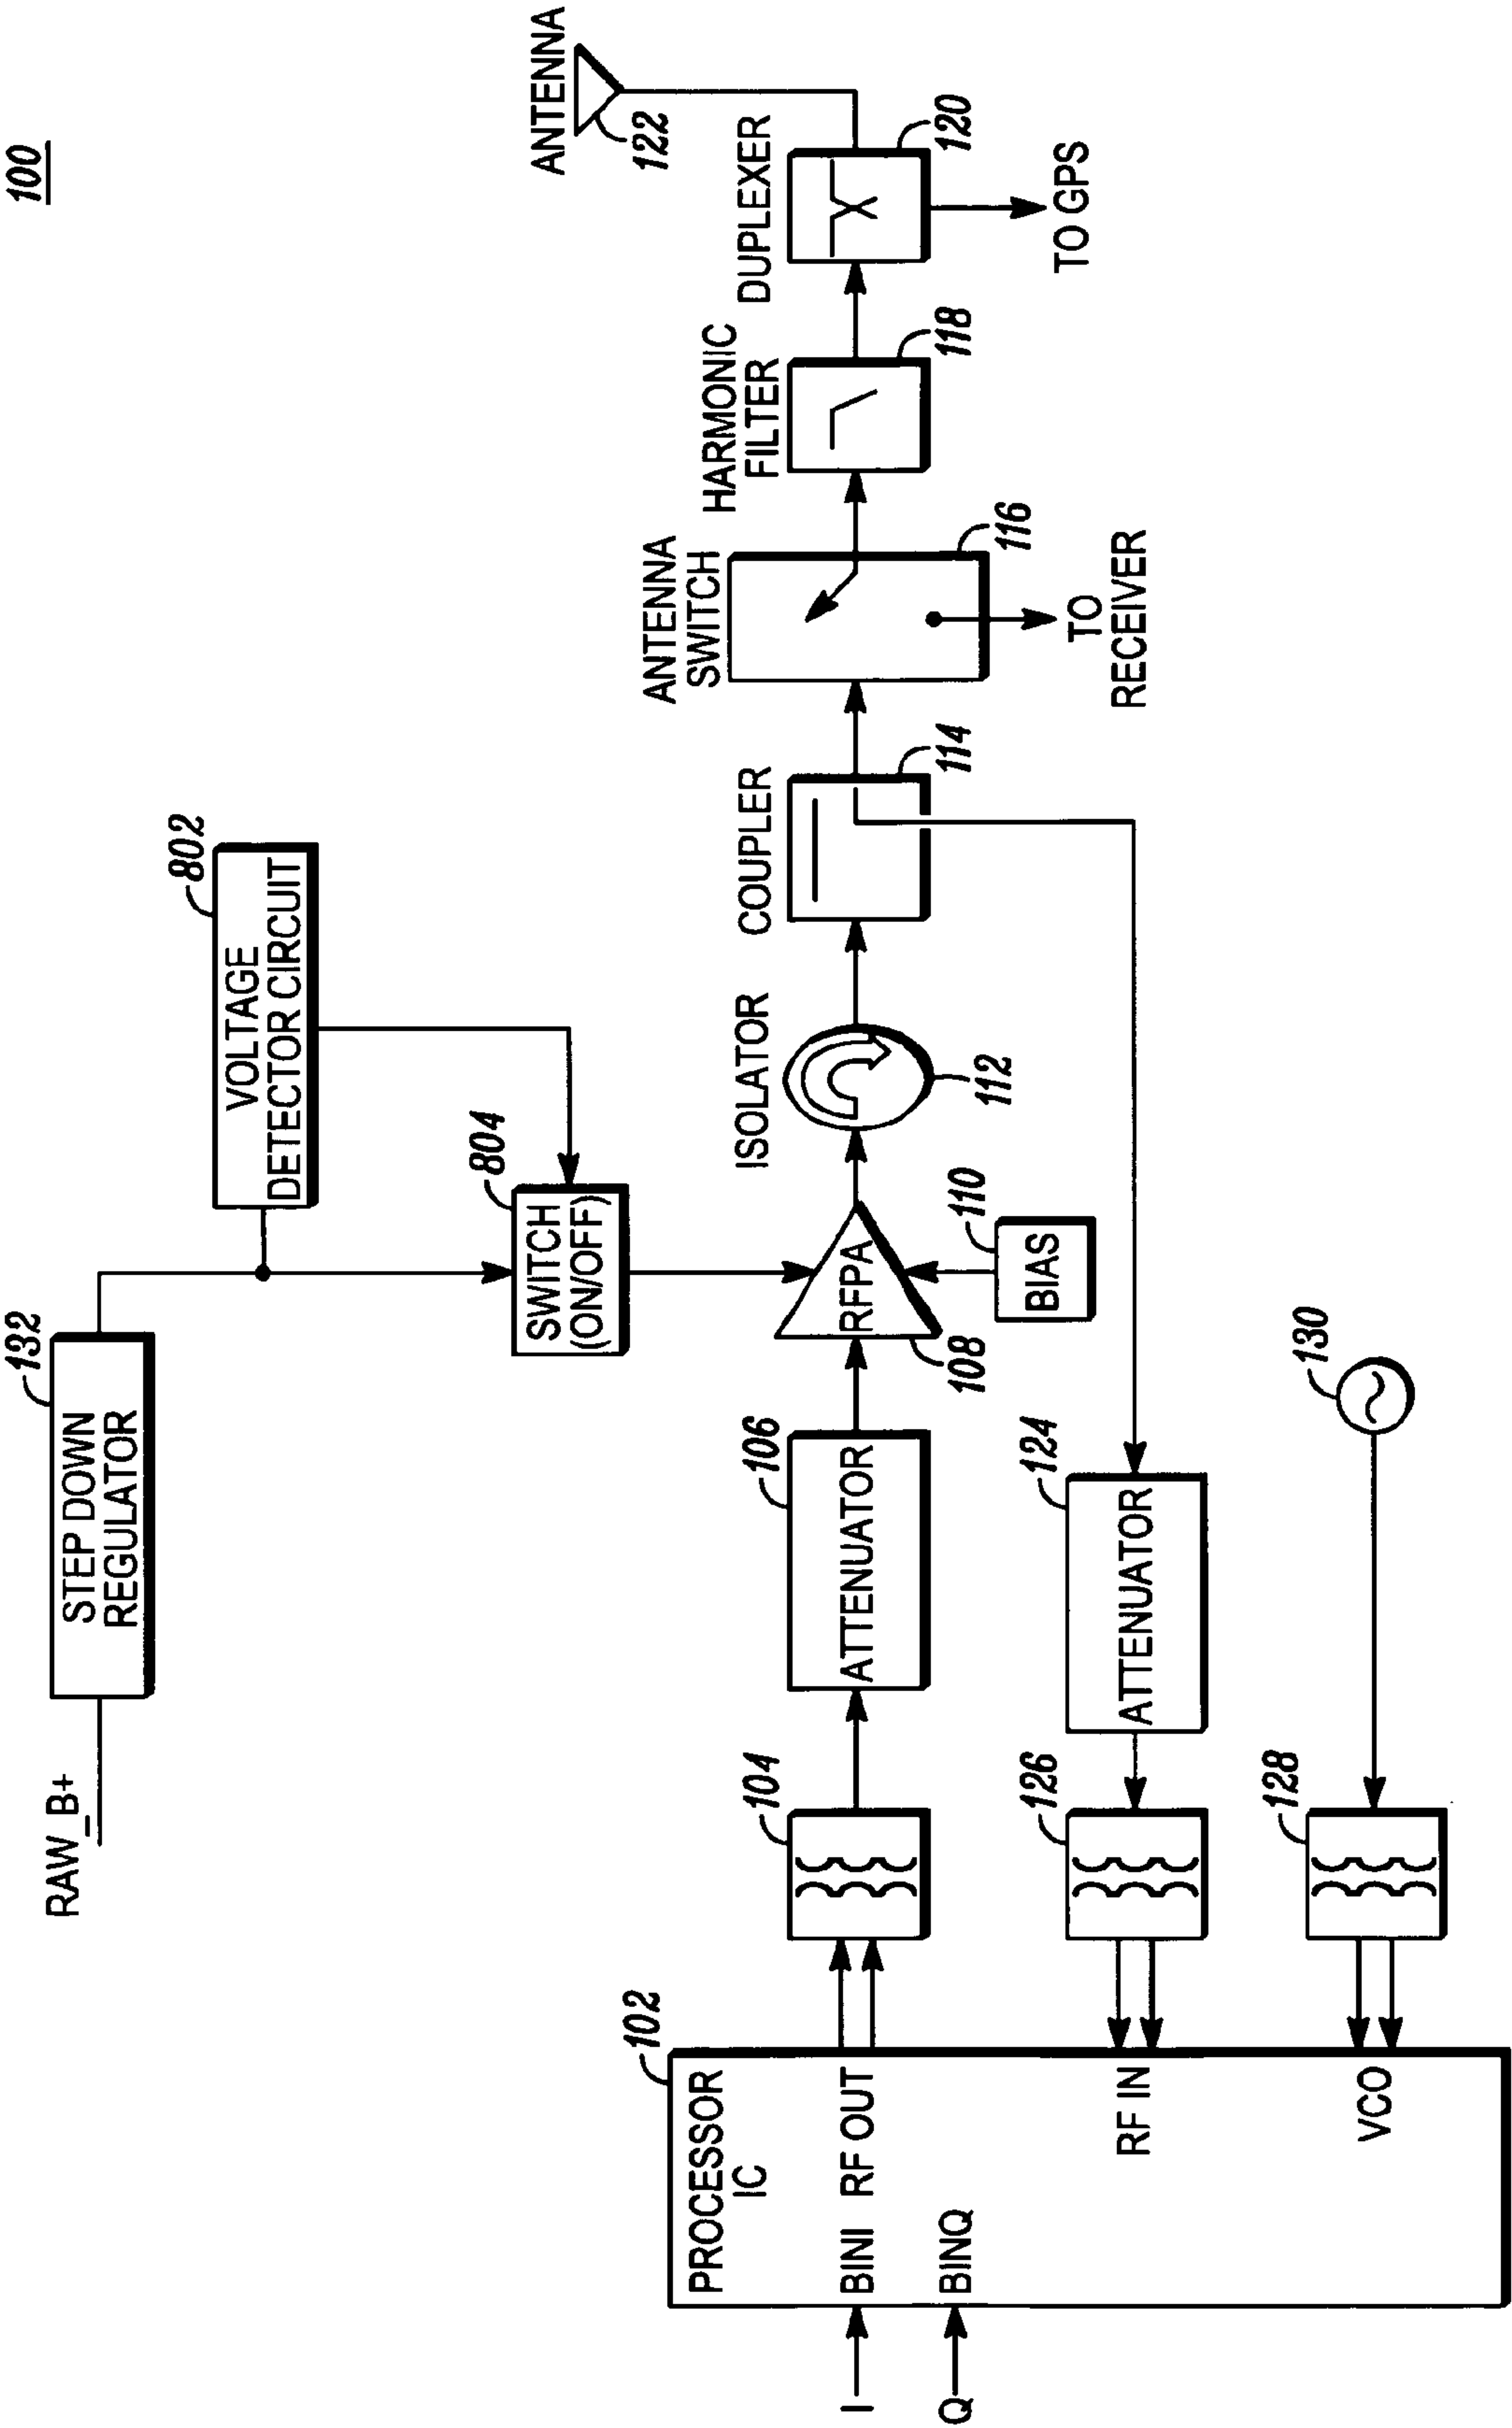 100
RAW_B+
STEP DOWN
REGULATOR
132
VOLTAGE
DETECTOR CIRCUIT
802
SWITCH
(ON/OFF)
804
PROCESSOR
IC
102
I
BINI
RF OUT
Q
BINQ
RF IN
VCO
104
ATTENUATOR
106
RFPA
108
BIAS
110
ISOLATOR
112
COUPLER
114
ANTENNA
SWITCH
116
TO
RECEIVER
HARMONIC
FILTER
118
DUPLEXER
120
TO GPS
ANTENNA
122
126
ATTENUATOR
124
128
130